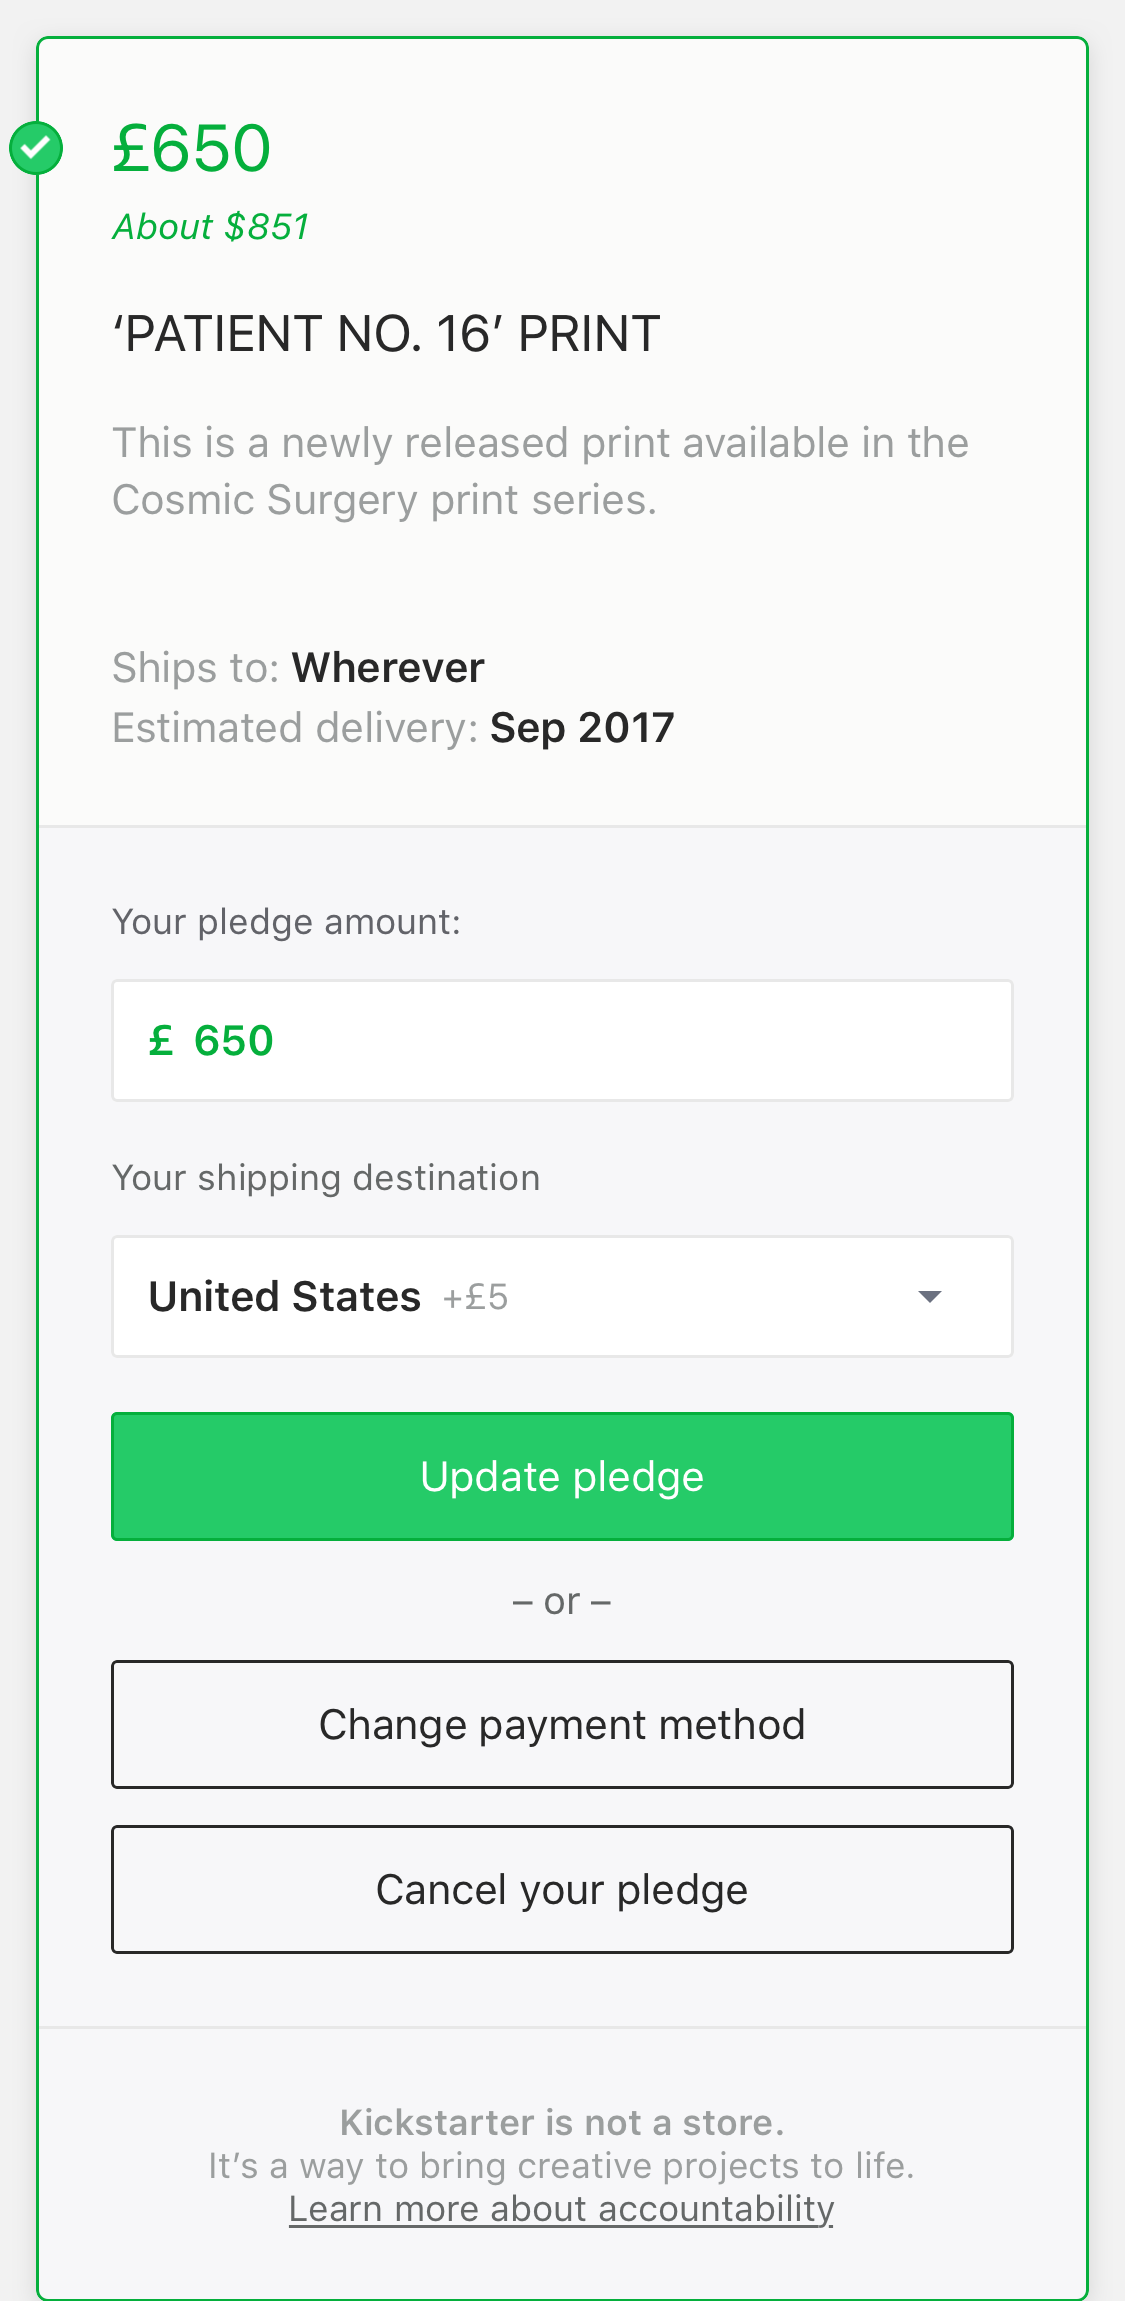 £650
About $851
‘PATIENT NO. 16’ PRINT
This is a newly released print available in the
Cosmic Surgery print series.
Ships to: Wherever
Estimated delivery: Sep 2017
Your pledge amount:
£ 650
Your shipping destination
United States +£5
Update pledge
– or –
Change payment method
Cancel your pledge
Kickstarter is not a store.
It’s a way to bring creative projects to life.
Learn more about accountability